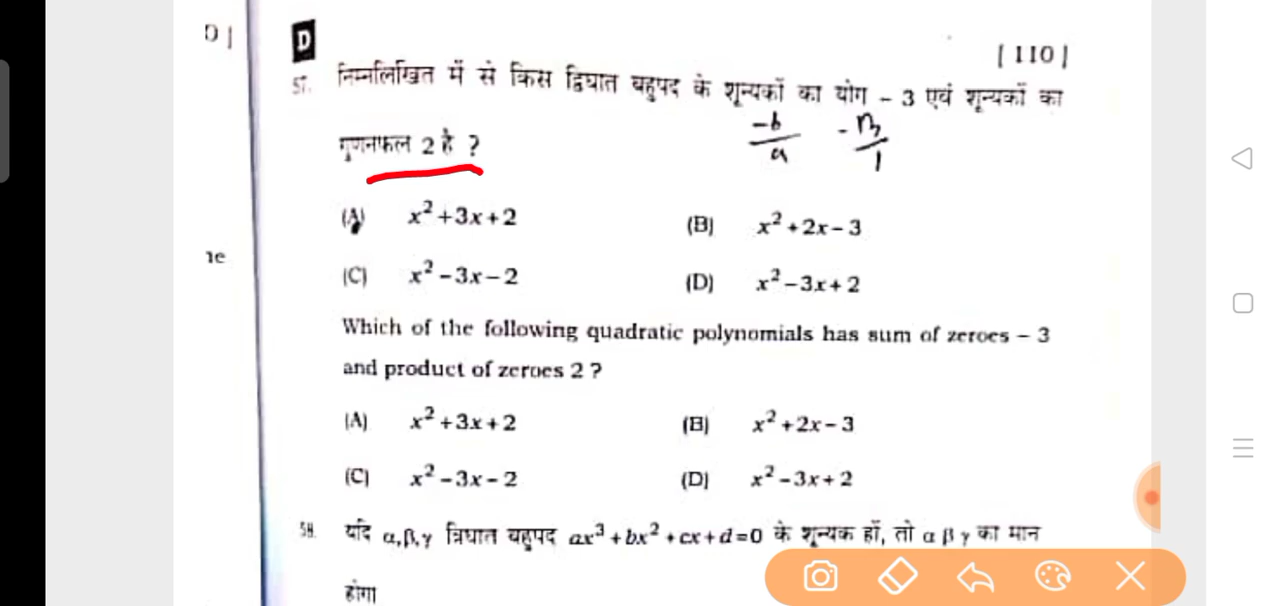 D |
D
[ 110 ]
57. निम्नलिखित में से किस द्विघात बहुपद के शून्यकों का योग – 3 एवं शून्यकों का
-b/a -3/1
गुणनफल 2 है ?
(A) x² + 3x + 2 (B) x² + 2x – 3
ne
(C) x² – 3x – 2 (D) x² – 3x + 2
Which of the following quadratic polynomials has sum of zeroes – 3
and product of zeroes 2 ?
(A) x² + 3x + 2 (B) x² + 2x – 3
(C) x² – 3x – 2 (D) x² – 3x + 2
58. यदि α, β, γ त्रिघात बहुपद ax³ + bx² + cx + d = 0 के शून्यक हों, तो α β γ का मान
होगा